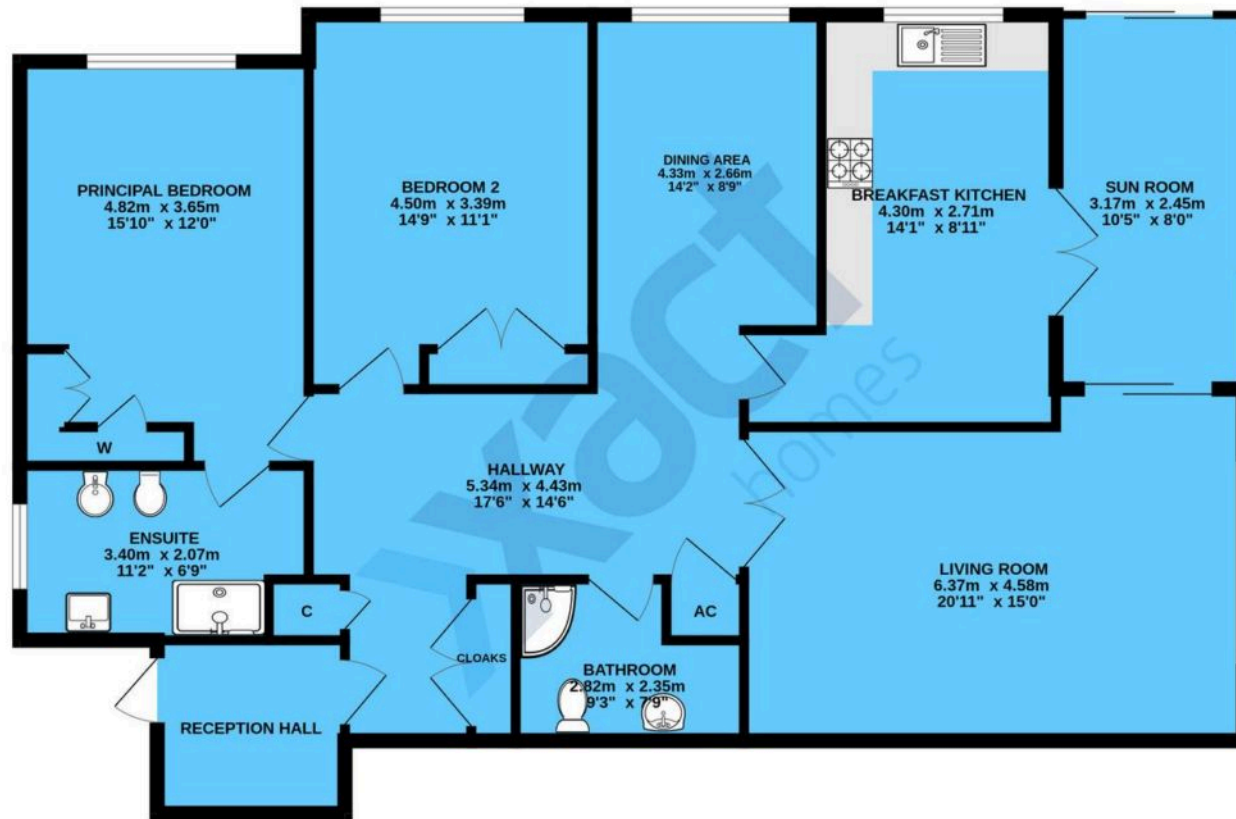 PRINCIPAL BEDROOM
4.82m x 3.65m
15'10" x 12'0"
BEDROOM 2
4.50m x 3.39m
14'9" x 11'1"
DINING AREA
4.33m x 2.66m
14'2" x 8'9"
BREAKFAST KITCHEN
4.30m x 2.71m
14'1" x 8'11"
SUN ROOM
3.17m x 2.45m
10'5" x 8'0"
W
HALLWAY
5.34m x 4.43m
17'6" x 14'6"
ENSUITE
3.40m x 2.07m
11'2" x 6'9"
LIVING ROOM
6.37m x 4.58m
20'11" x 15'0"
C
AC
CLOAKS
BATHROOM
2.82m x 2.35m
9'3" x 7'9"
RECEPTION HALL
xact
homes